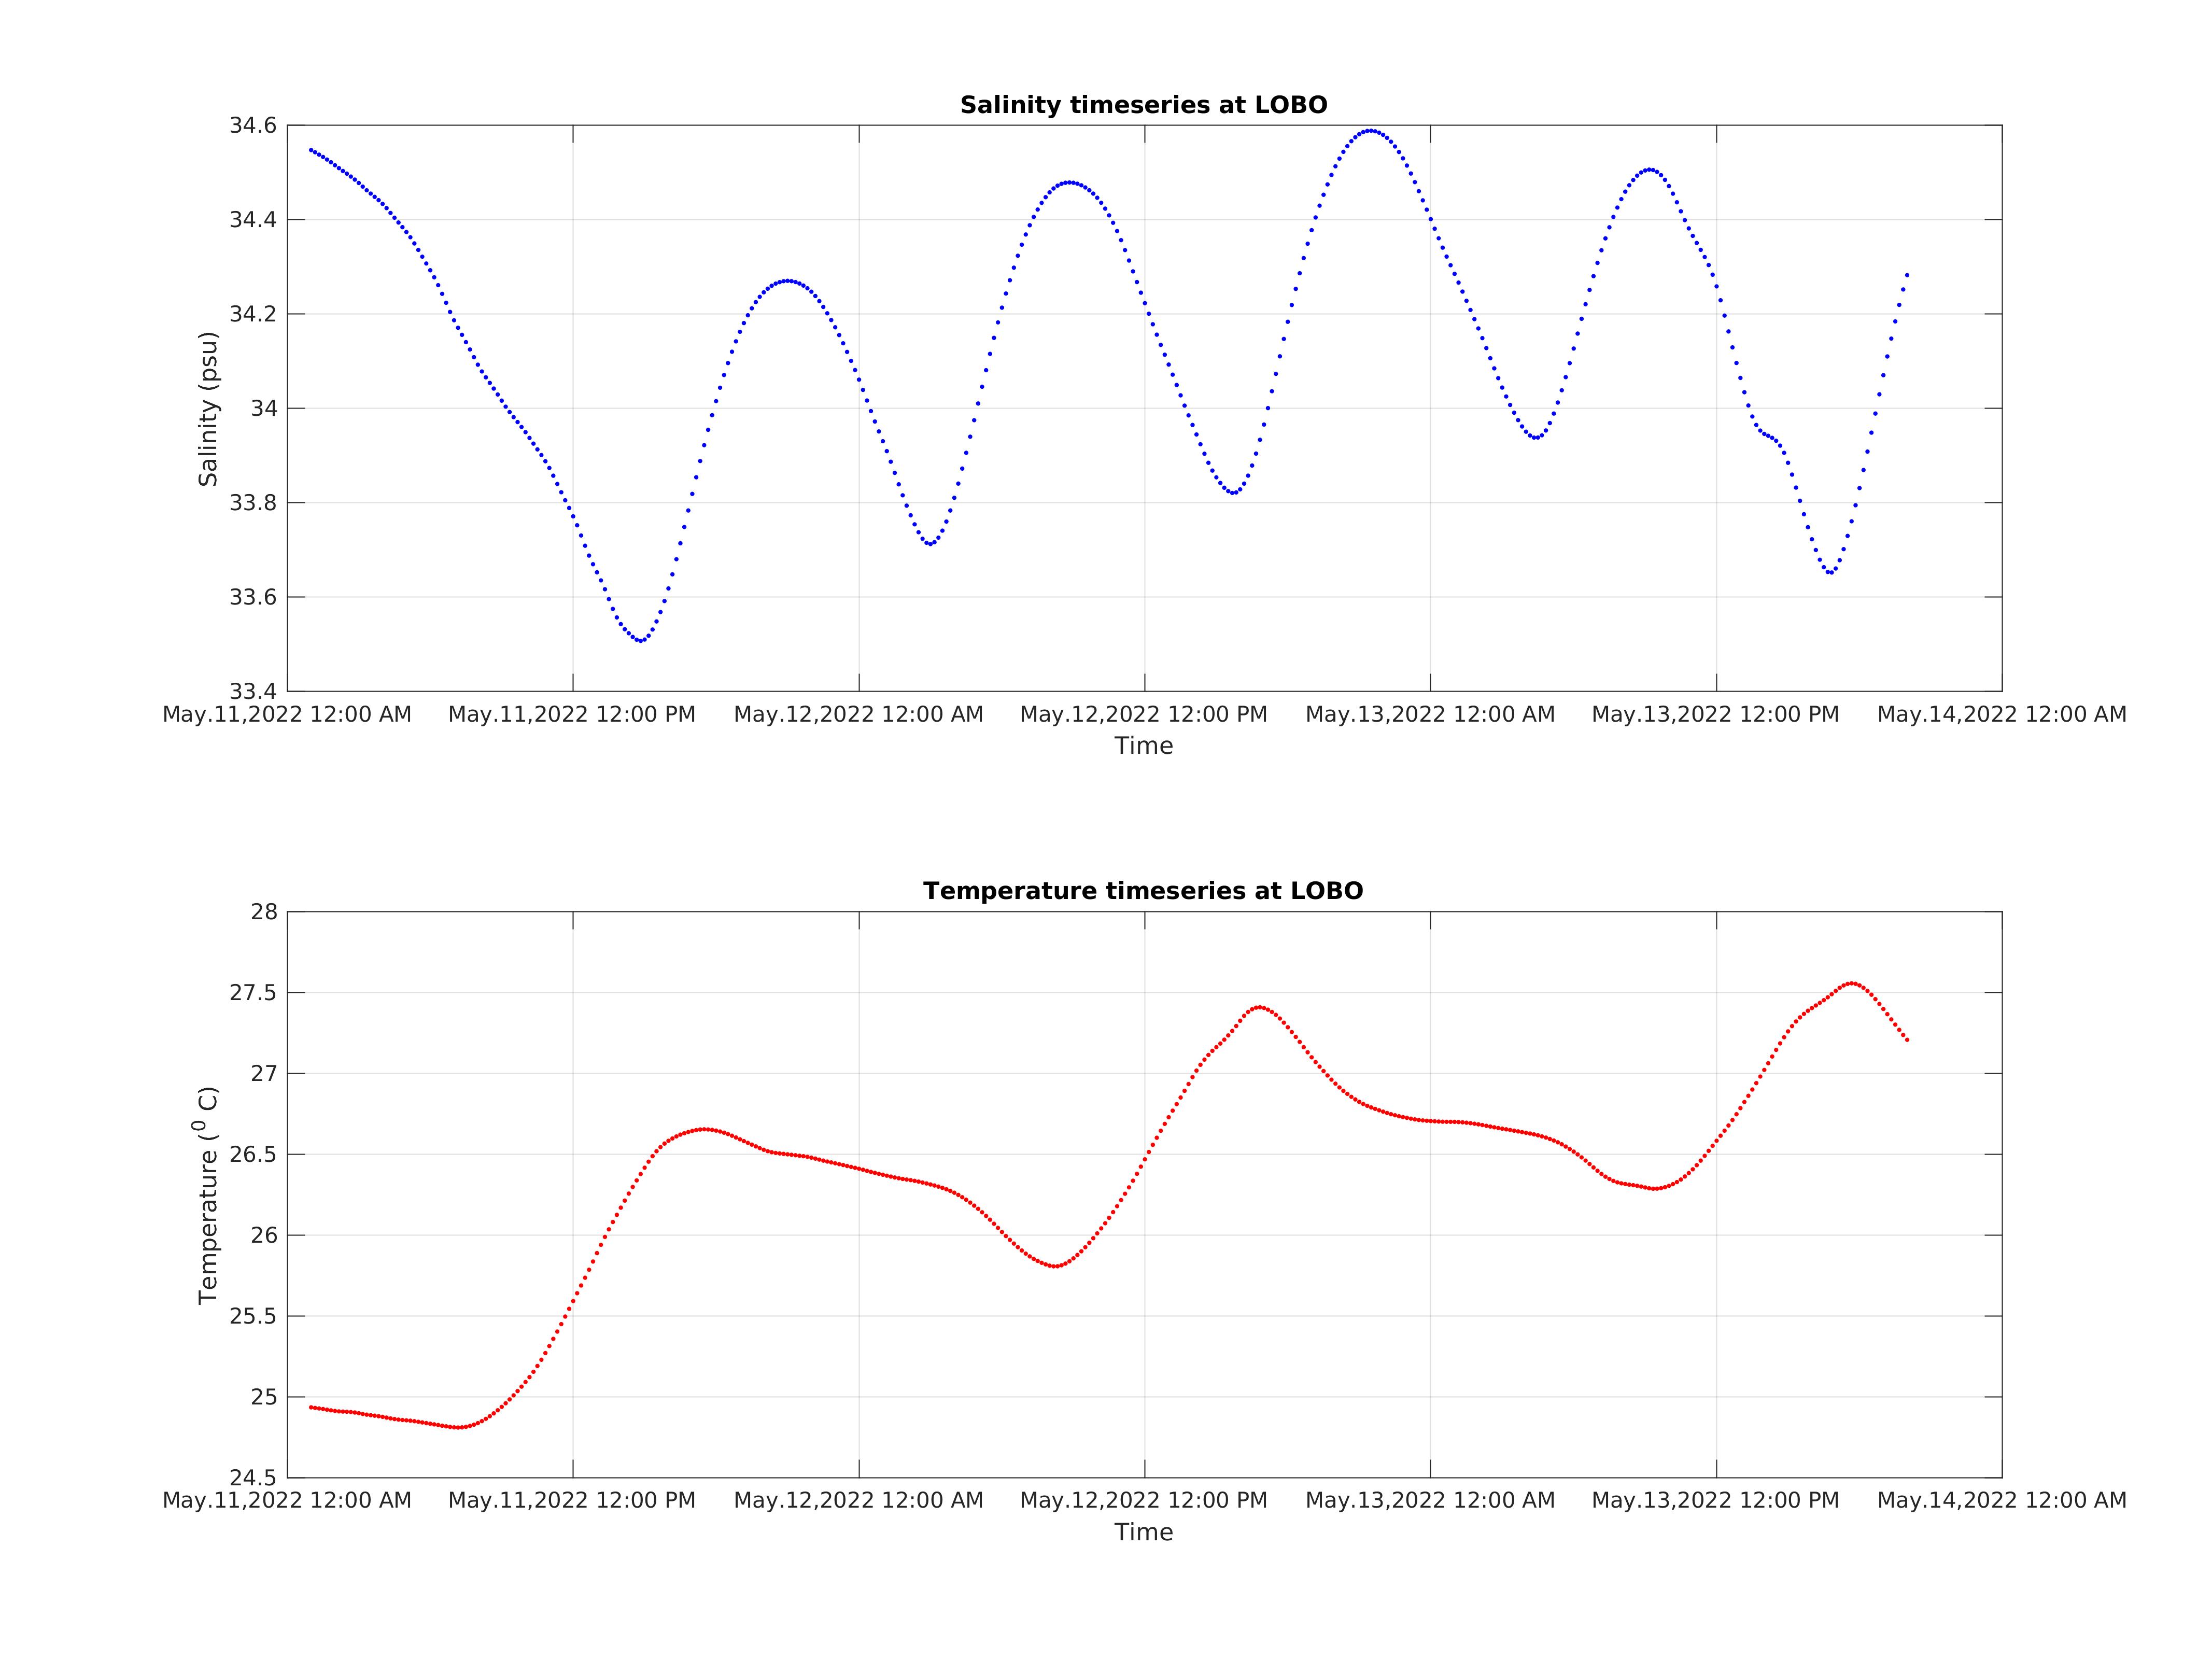 Salinity timeseries at LOBO
34.6
34.4
34.2
34
33.8
33.6
33.4
Salinity (psu)
May.11,2022 12:00 AM May.11,2022 12:00 PM May.12,2022 12:00 AM May.12,2022 12:00 PM May.13,2022 12:00 AM May.13,2022 12:00 PM May.14,2022 12:00 AM
Time
Temperature timeseries at LOBO
28
27.5
27
26.5
26
25.5
25
24.5
Temperature (⁰ C)
May.11,2022 12:00 AM May.11,2022 12:00 PM May.12,2022 12:00 AM May.12,2022 12:00 PM May.13,2022 12:00 AM May.13,2022 12:00 PM May.14,2022 12:00 AM
Time